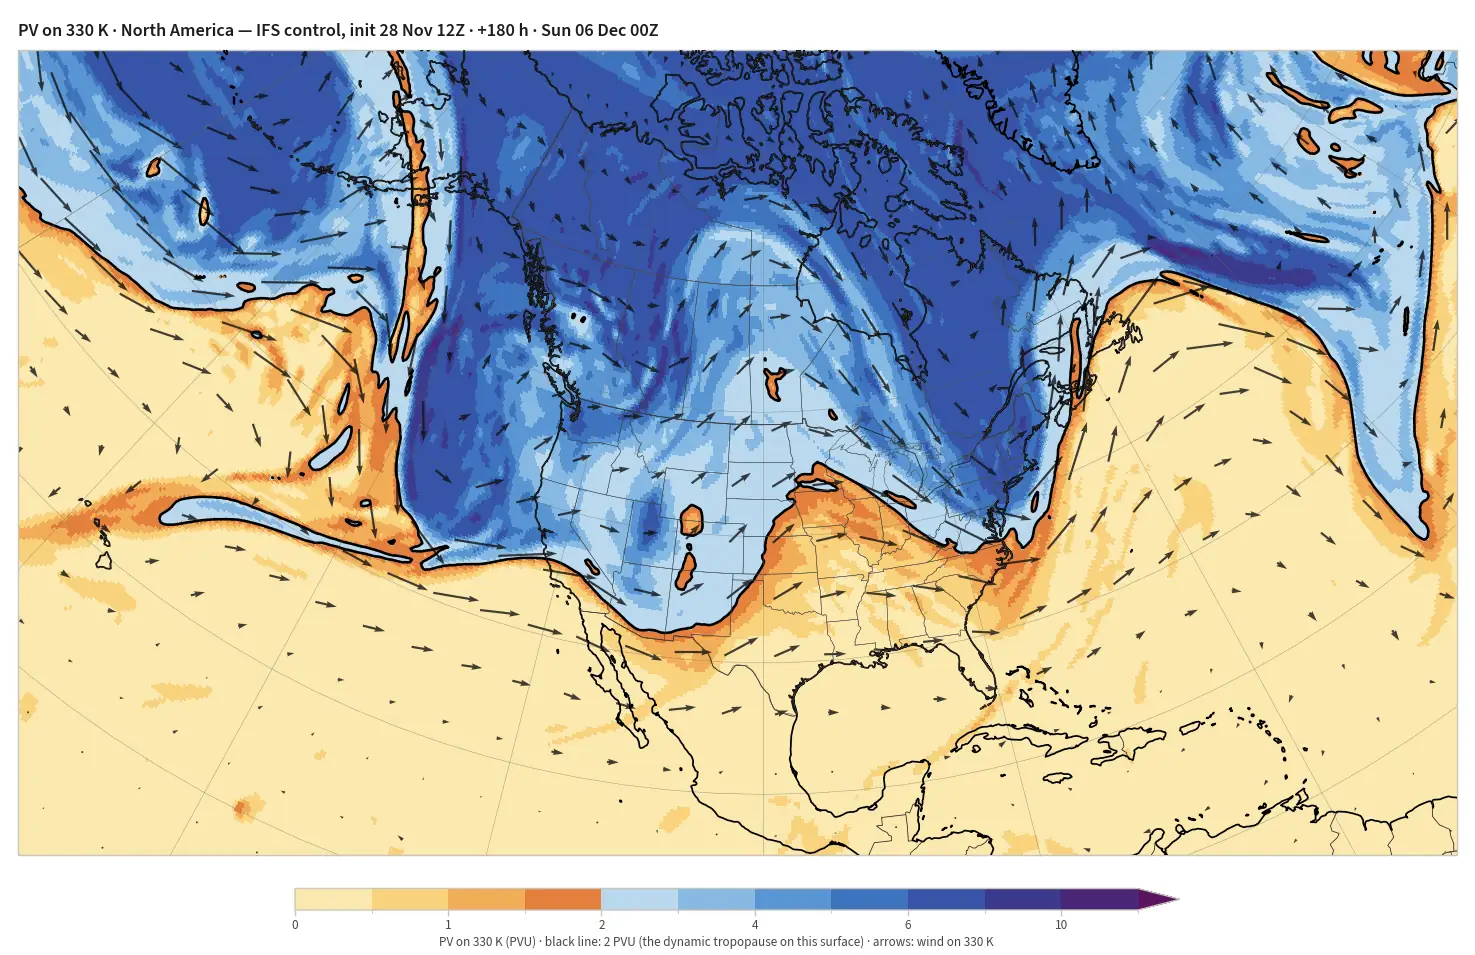 PV on 330 K · North America — IFS control, init 28 Nov 12Z · +180 h · Sun 06 Dec 00Z
0 1 2 4 6 10
PV on 330 K (PVU) · black line: 2 PVU (the dynamic tropopause on this surface) · arrows: wind on 330 K